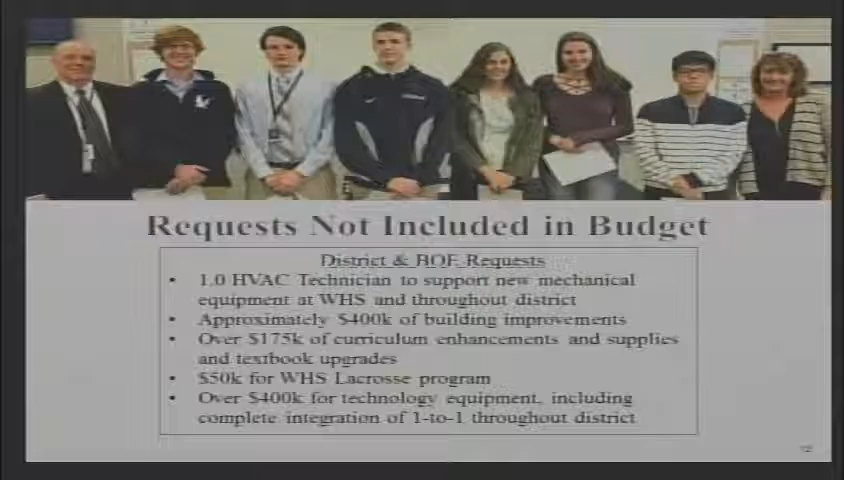 Requests Not Included in Budget
District & BOE Requests
• 1.0 HVAC Technician to support new mechanical
equipment at WHS and throughout district
• Approximately $400k of building improvements
• Over $175k of curriculum enhancements and supplies
and textbook upgrades
• $50k for WHS Lacrosse program
• Over $400k for technology equipment, including
complete integration of 1-to-1 throughout district